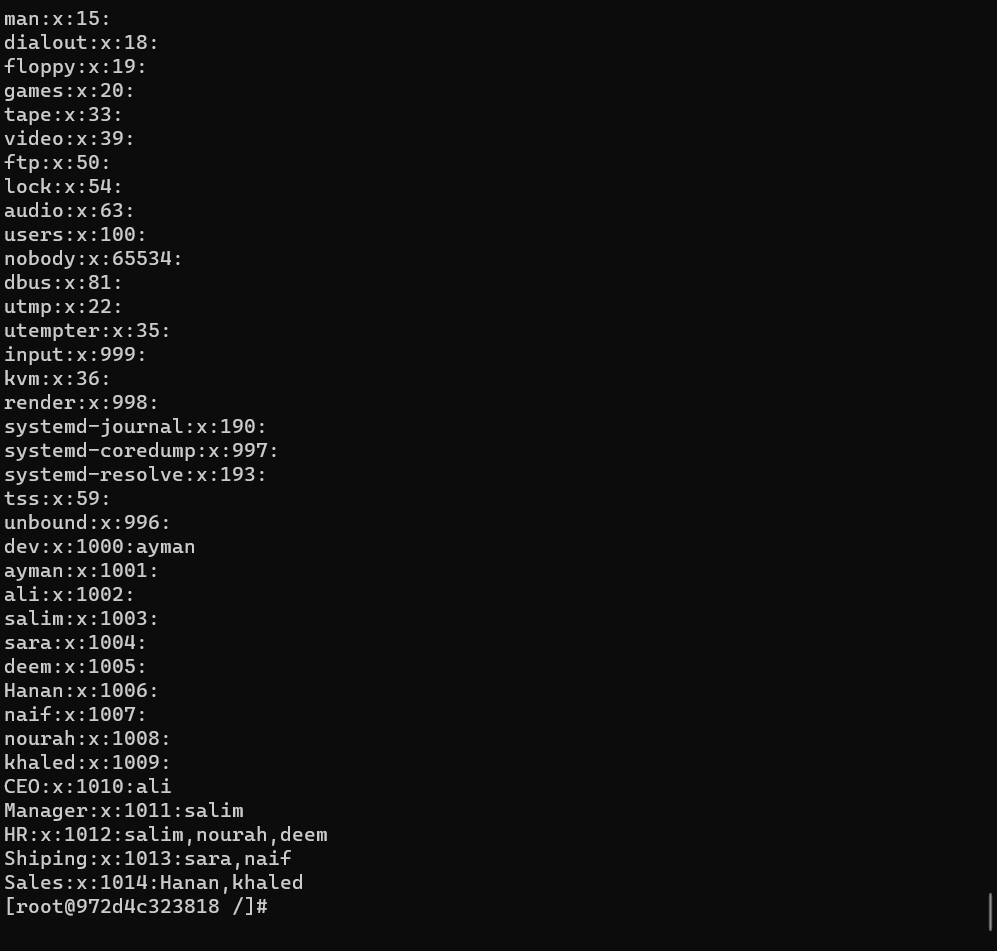 man:x:15:
dialout:x:18:
floppy:x:19:
games:x:20:
tape:x:33:
video:x:39:
ftp:x:50:
lock:x:54:
audio:x:63:
users:x:100:
nobody:x:65534:
dbus:x:81:
utmp:x:22:
utempter:x:35:
input:x:999:
kvm:x:36:
render:x:998:
systemd-journal:x:190:
systemd-coredump:x:997:
systemd-resolve:x:193:
tss:x:59:
unbound:x:996:
dev:x:1000:ayman
ayman:x:1001:
ali:x:1002:
salim:x:1003:
sara:x:1004:
deem:x:1005:
Hanan:x:1006:
naif:x:1007:
nourah:x:1008:
khaled:x:1009:
CEO:x:1010:ali
Manager:x:1011:salim
HR:x:1012:salim,nourah,deem
Shiping:x:1013:sara,naif
Sales:x:1014:Hanan,khaled
[root@972d4c323818 /]#